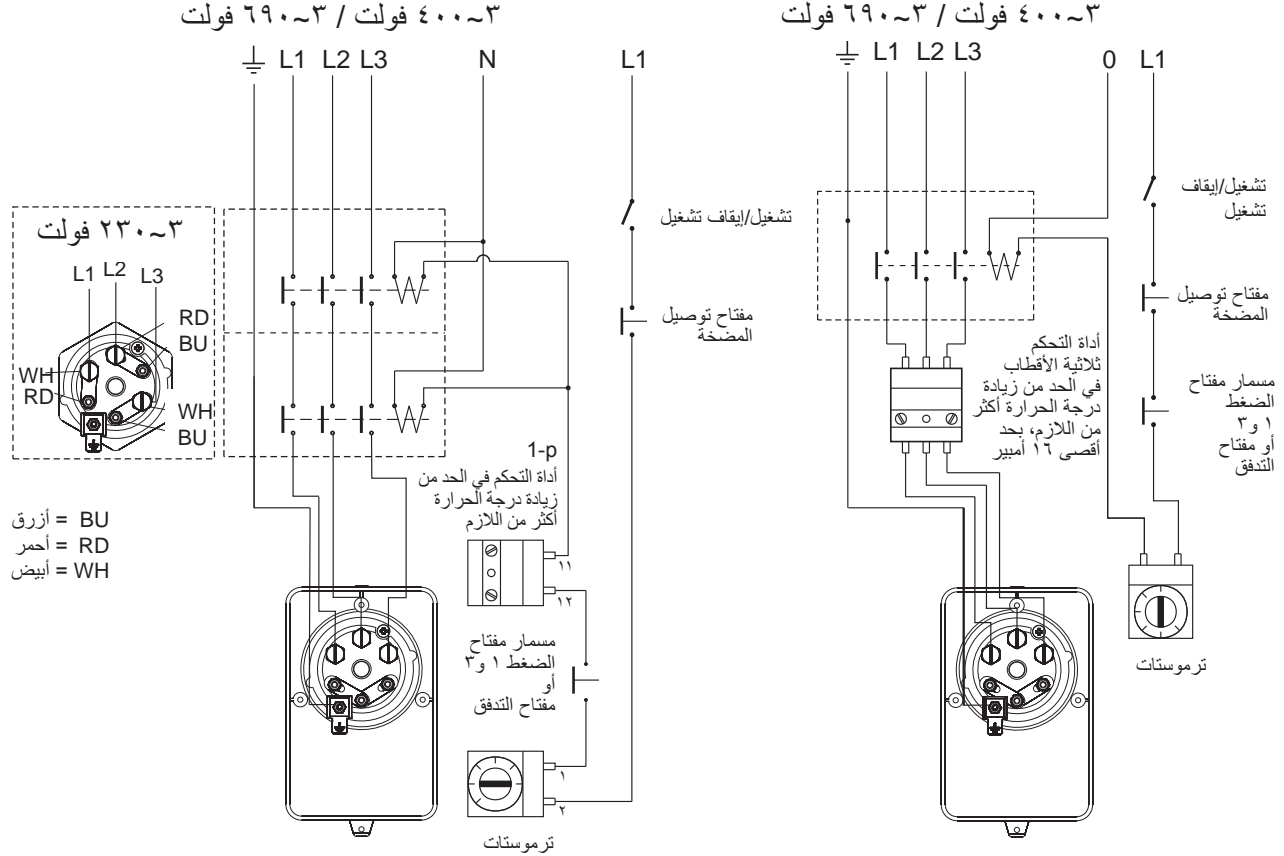 ٣~٤٠٠ فولت / ٣~٦٩٠ فولت
L1 L2 L3 N L1
تشغيل/إيقاف تشغيل
مفتاح توصيل
المضخة
٣~٢٣٠ فولت
L1 L2 L3
RD
BU
WH
RD
WH
BU
BU = أزرق
RD = أحمر
WH = أبيض
1-p
أداة التحكم في الحد من
زيادة درجة الحرارة
أكثر من اللازم
١١
١٢
مسمار مفتاح
الضغط ١ و٣
أو
مفتاح التدفق
١
٢
ترموستات
٣~٤٠٠ فولت / ٣~٦٩٠ فولت
L1 L2 L3 0 L1
تشغيل/إيقاف
تشغيل
مفتاح توصيل
المضخة
أداة التحكم
ثلاثية الأقطاب
في الحد من زيادة
درجة الحرارة أكثر
من اللازم، بحد
أقصى ١٦ أمبير
مسمار مفتاح
الضغط
١ و٣
أو مفتاح
التدفق
ترموستات